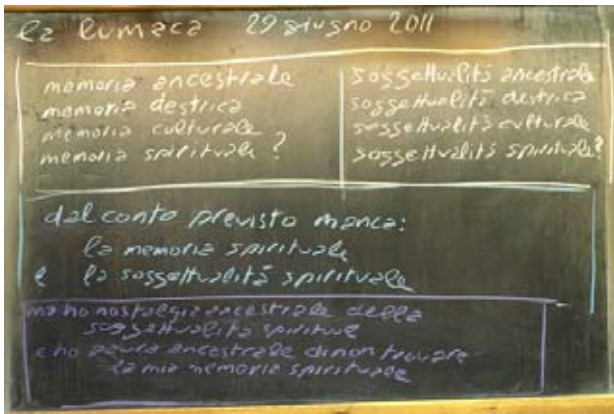 la lumaca 29 giugno 2011
memoria ancestrale
memoria destrica
memoria culturale
memoria spirituale ?
soggettualità ancestrale
soggettualità destrica
soggettualità culturale
soggettualità spirituale?
dal conto previsto manca:
la memoria spirituale
e la soggettualità spirituale
ma ho nostalgia ancestrale della
soggettualità spiritual
e ho paura ancestrale di non trovare
la mia memoria spirituale